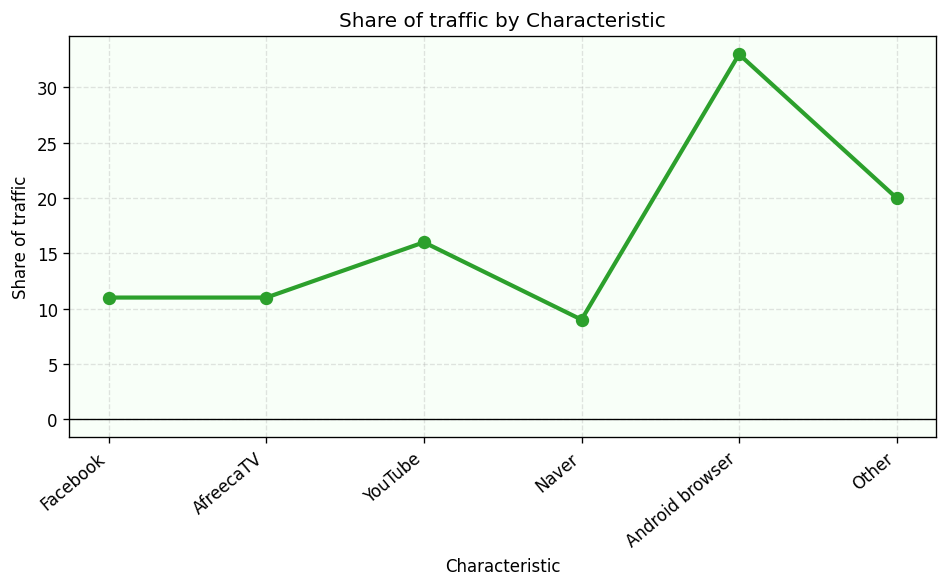 Share of traffic by Characteristic
Share of traffic
30
25
20
15
10
5
0
Facebook
AfreecaTV
YouTube
Naver
Android browser
Other
Characteristic